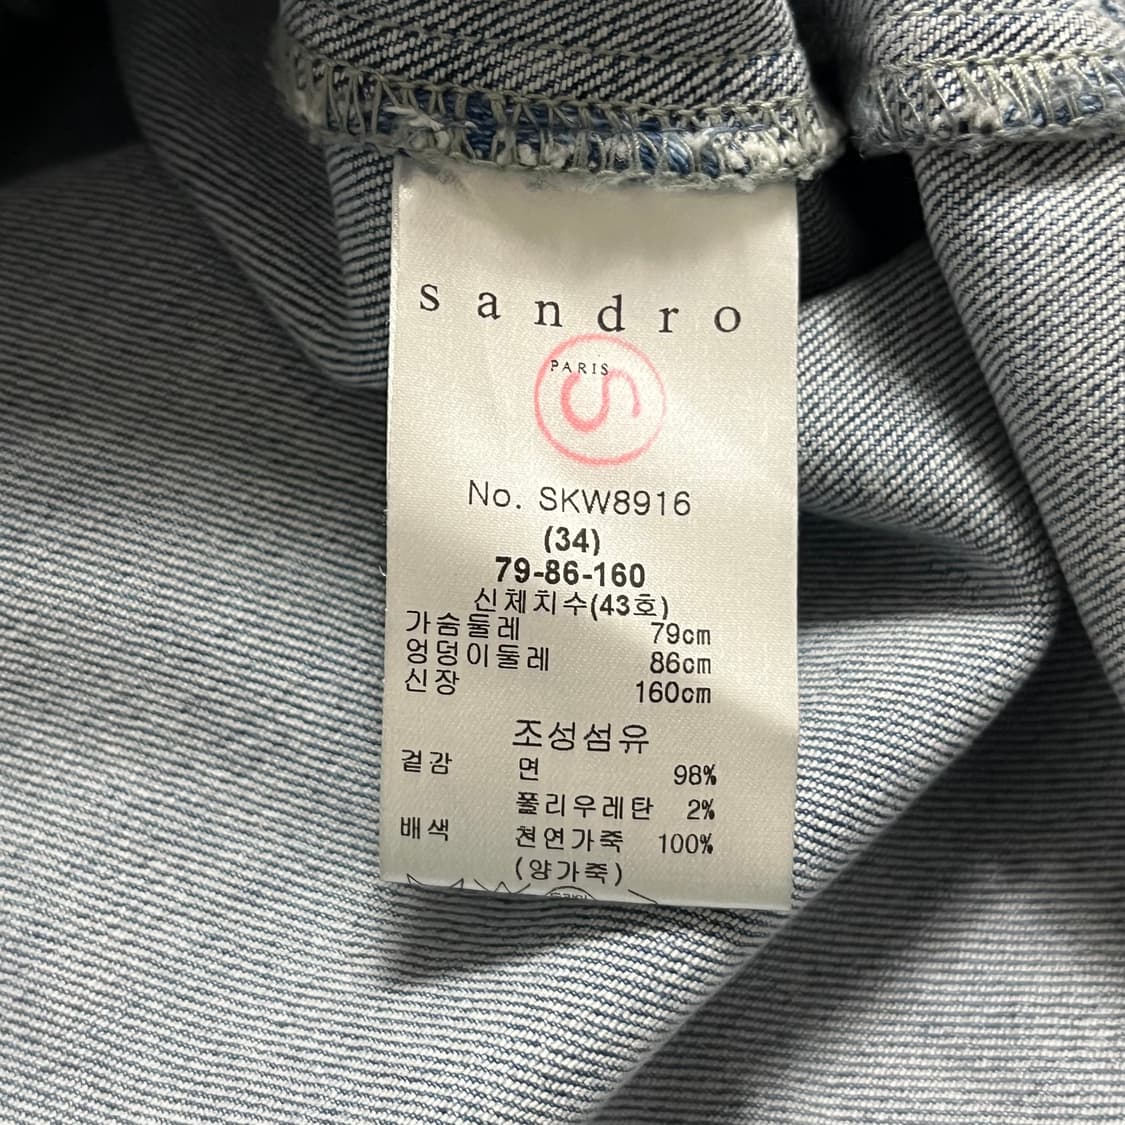 sandro
PARIS
S
No. SKW8916
(34)
79-86-160
신체치수(43호)
가슴둘레 79cm
엉덩이둘레 86cm
신장 160cm
조성섬유
겉감 면 98%
폴리우레탄 2%
배색 천연가죽 100%
(양가죽)